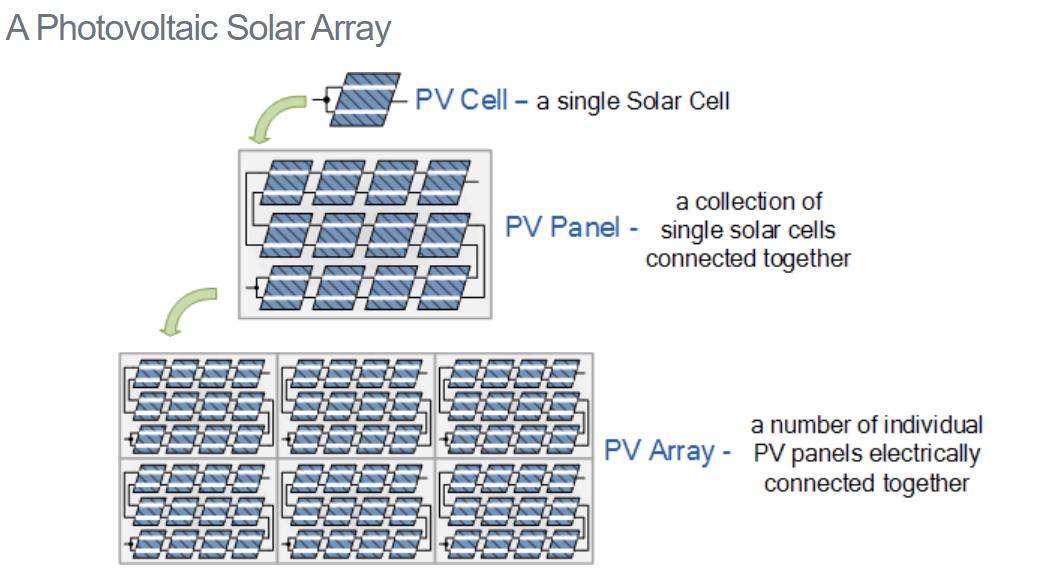 A Photovoltaic Solar Array
PV Cell – a single Solar Cell
PV Panel - a collection of
single solar cells
connected together
PV Array - a number of individual
PV panels electrically
connected together